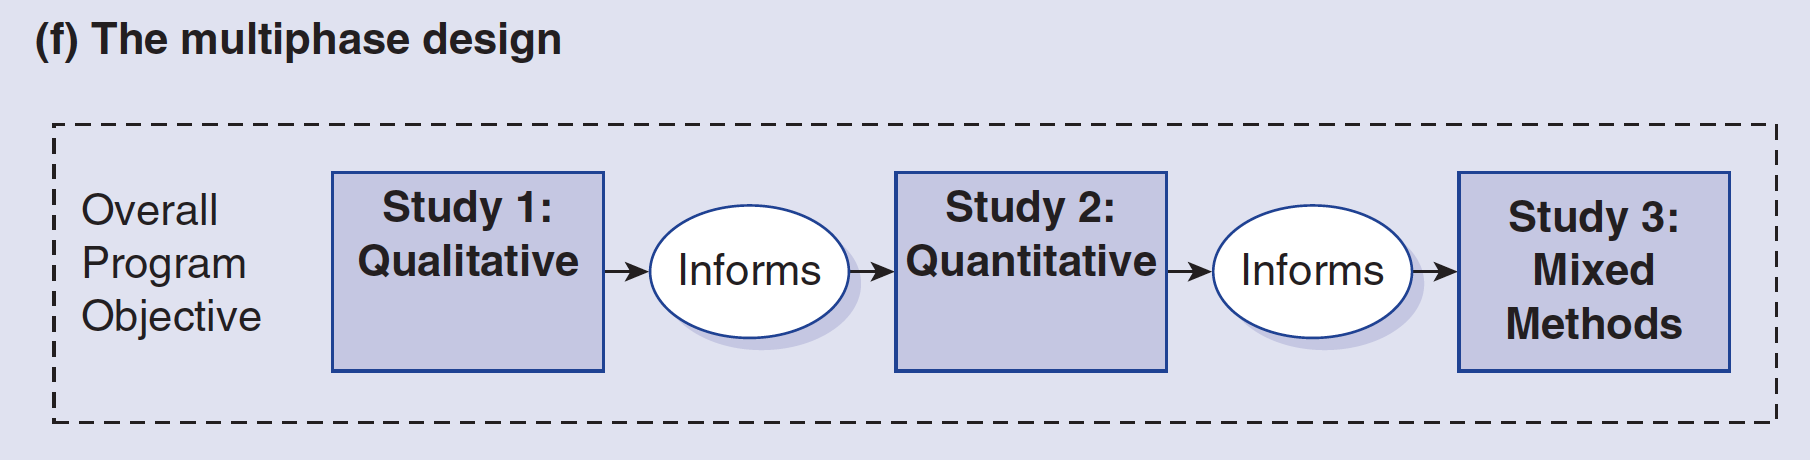 (f) The multiphase design
Overall
Program
Objective
Study 1:
Qualitative
Informs
Study 2:
Quantitative
Informs
Study 3:
Mixed
Methods